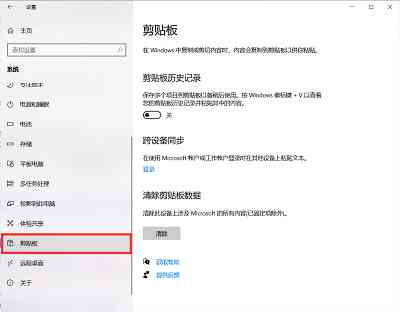 设置
主页
查找设置
系统
专注助手
电源和睡眠
电池
存储
平板电脑
多任务处理
投影到此电脑
体验共享
剪贴板
远程桌面
关于
剪贴板
在 Windows 中复制或剪切内容时，内容会复制到剪贴板以供你粘贴。
剪贴板历史记录
保存多个项目到剪贴板以备稍后使用。按 Windows 徽标键 + V 以查看
您的剪贴板历史记录并粘贴其中的内容。
关
跨设备同步
在使用 Microsoft 帐户或工作帐户登录时在其他设备上粘贴文本。
登录
清除剪贴板数据
清除此设备上涉及 Microsoft 的所有内容(已固定项除外)。
清除
获取帮助
提供反馈